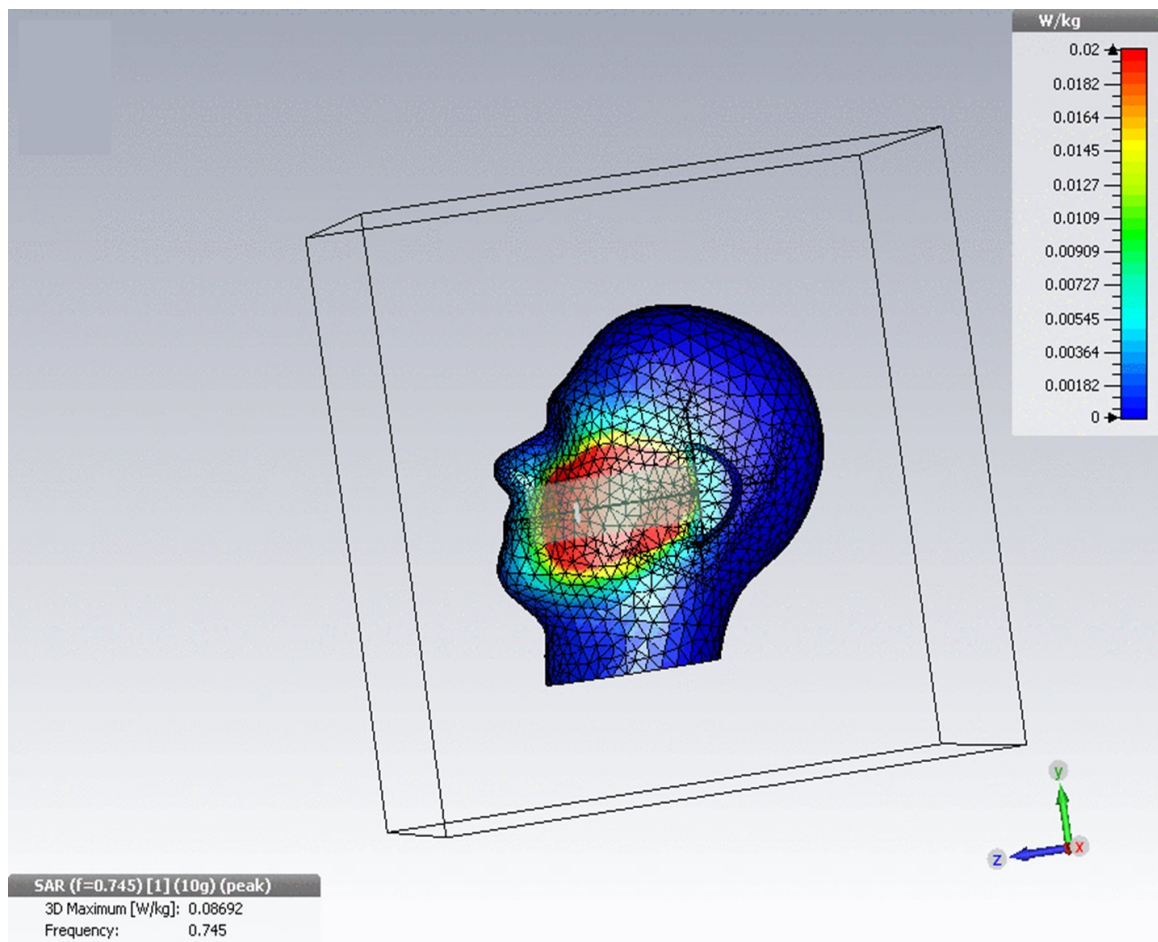 W/kg
0.02
0.0182
0.0164
0.0145
0.0127
0.0109
0.00909
0.00727
0.00545
0.00364
0.00182
0
y
z x
SAR (f=0.745) [1] (10g) (peak)
3D Maximum [W/kg]: 0.08692
Frequency: 0.745